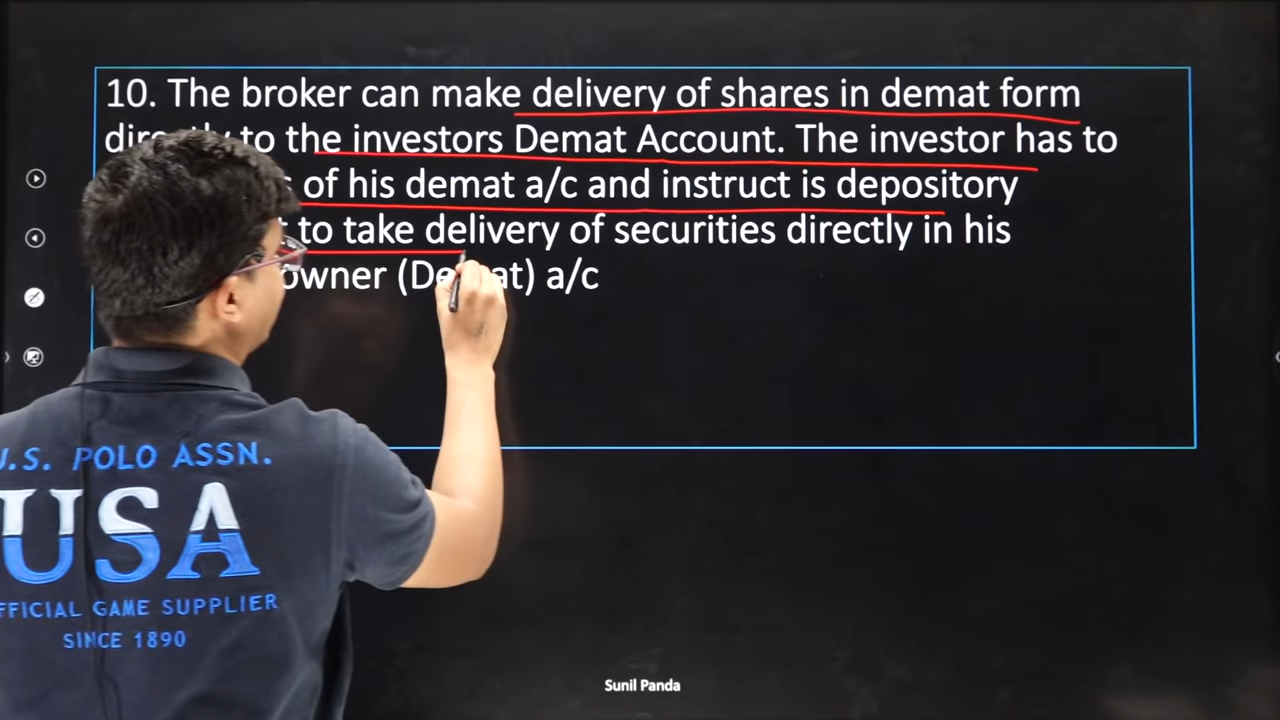 10. The broker can make delivery of shares in demat form
to the investors Demat Account. The investor has to
of his demat a/c and instruct is depository
to take delivery of securities directly in his
owner (Demat) a/c
U.S. POLO ASSN.
USA
OFFICIAL GAME SUPPLIER
SINCE 1890
Sunil Panda